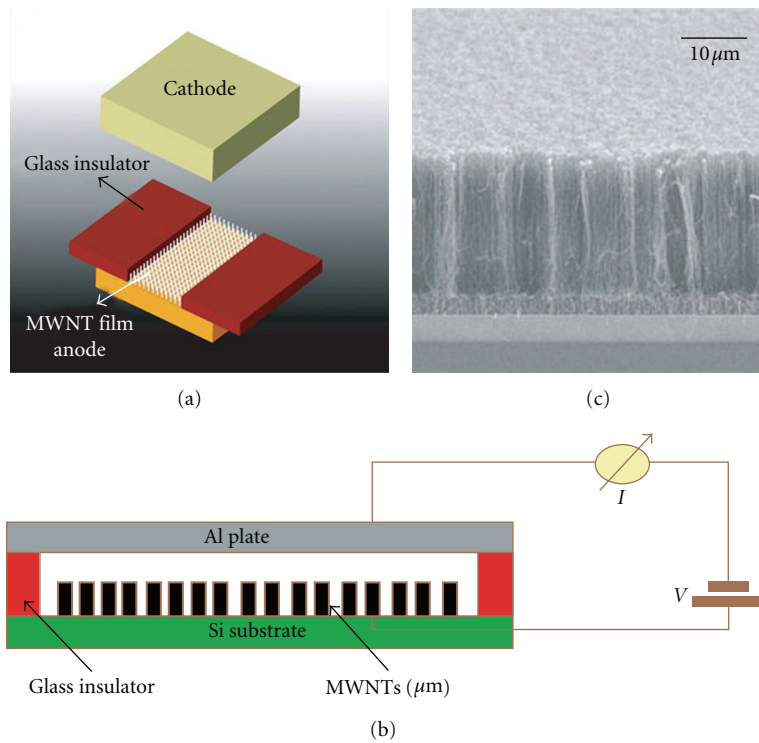 Cathode
Glass insulator
MWNT film
anode
(a)
10 μm
(c)
I
Al plate
V
Si substrate
Glass insulator
MWNTs (μm)
(b)